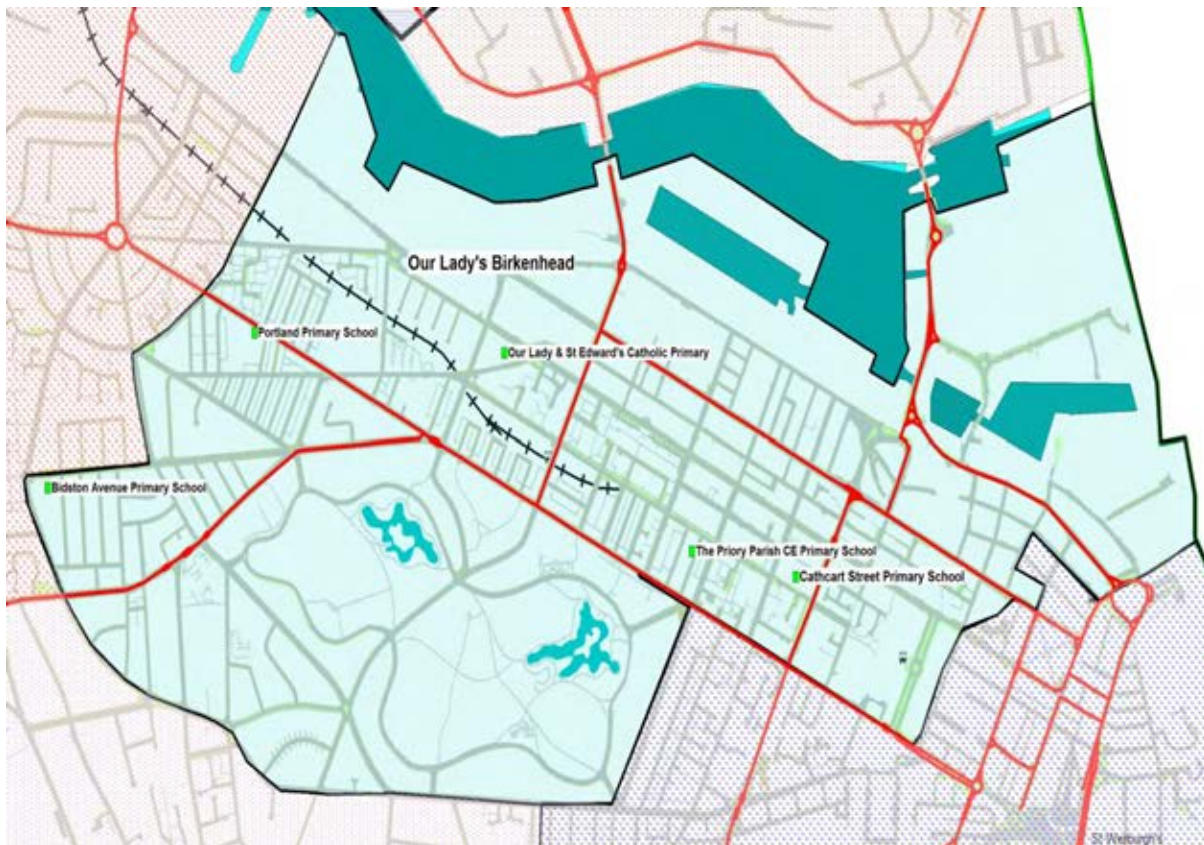 Our Lady's Birkenhead
Portland Primary School
Our Lady & St Edward's Catholic Primary
Bidston Avenue Primary School
The Priory Parish CE Primary School
Cathcart Street Primary School
St Werburgh's